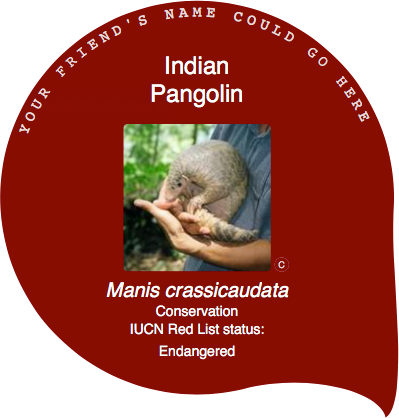 YOUR FRIEND'S NAME COULD GO HERE
Indian
Pangolin
C
Manis crassicaudata
Conservation
IUCN Red List status:
Endangered